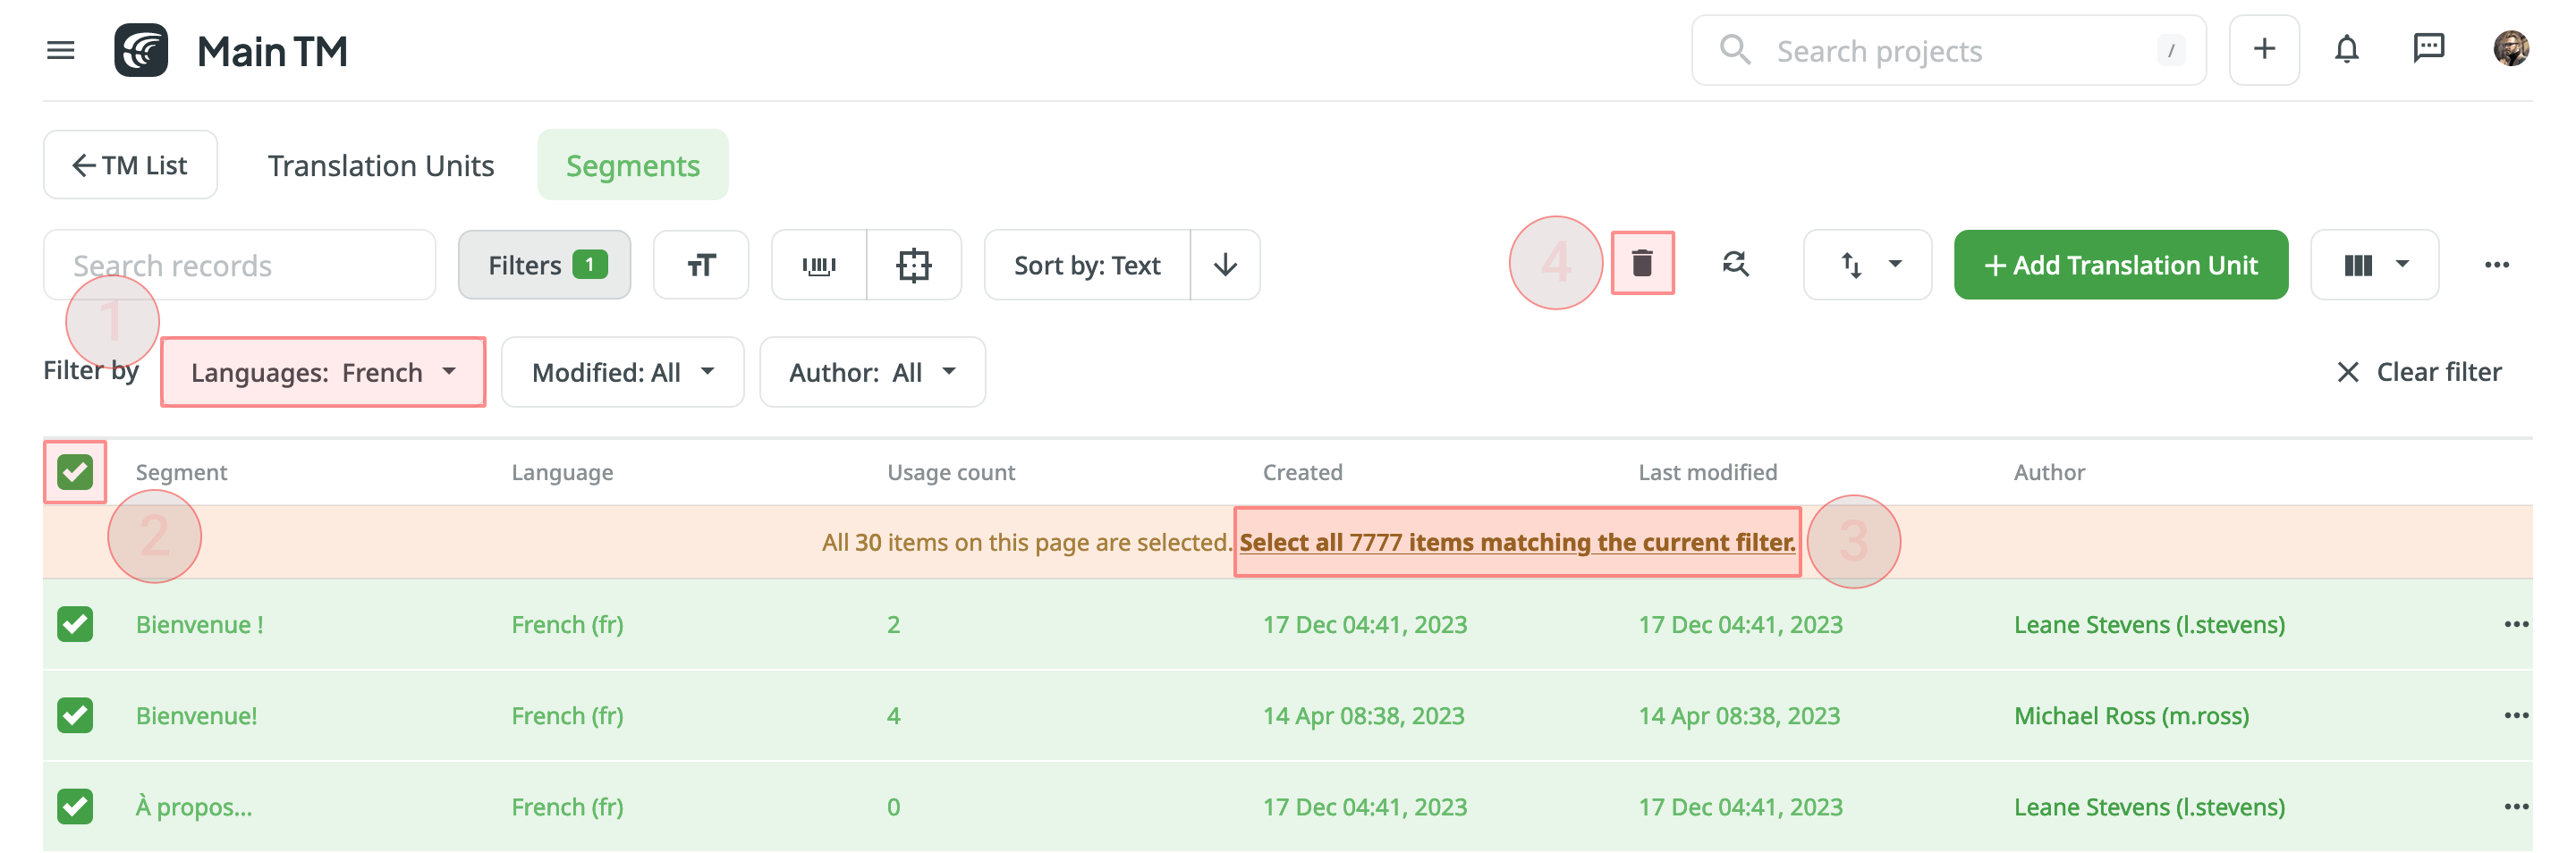 Main TM
Search projects /
TM List
Translation Units
Segments
Search records
Filters 1
Sort by: Text
4
+ Add Translation Unit
1
Filter by
Languages: French
Modified: All
Author: All
Clear filter
Segment
Language
Usage count
Created
Last modified
Author
2
All 30 items on this page are selected. Select all 7777 items matching the current filter.
3
Bienvenue ! French (fr) 2 17 Dec 04:41, 2023 17 Dec 04:41, 2023 Leane Stevens (l.stevens)
Bienvenue! French (fr) 4 14 Apr 08:38, 2023 14 Apr 08:38, 2023 Michael Ross (m.ross)
À propos... French (fr) 0 17 Dec 04:41, 2023 17 Dec 04:41, 2023 Leane Stevens (l.stevens)